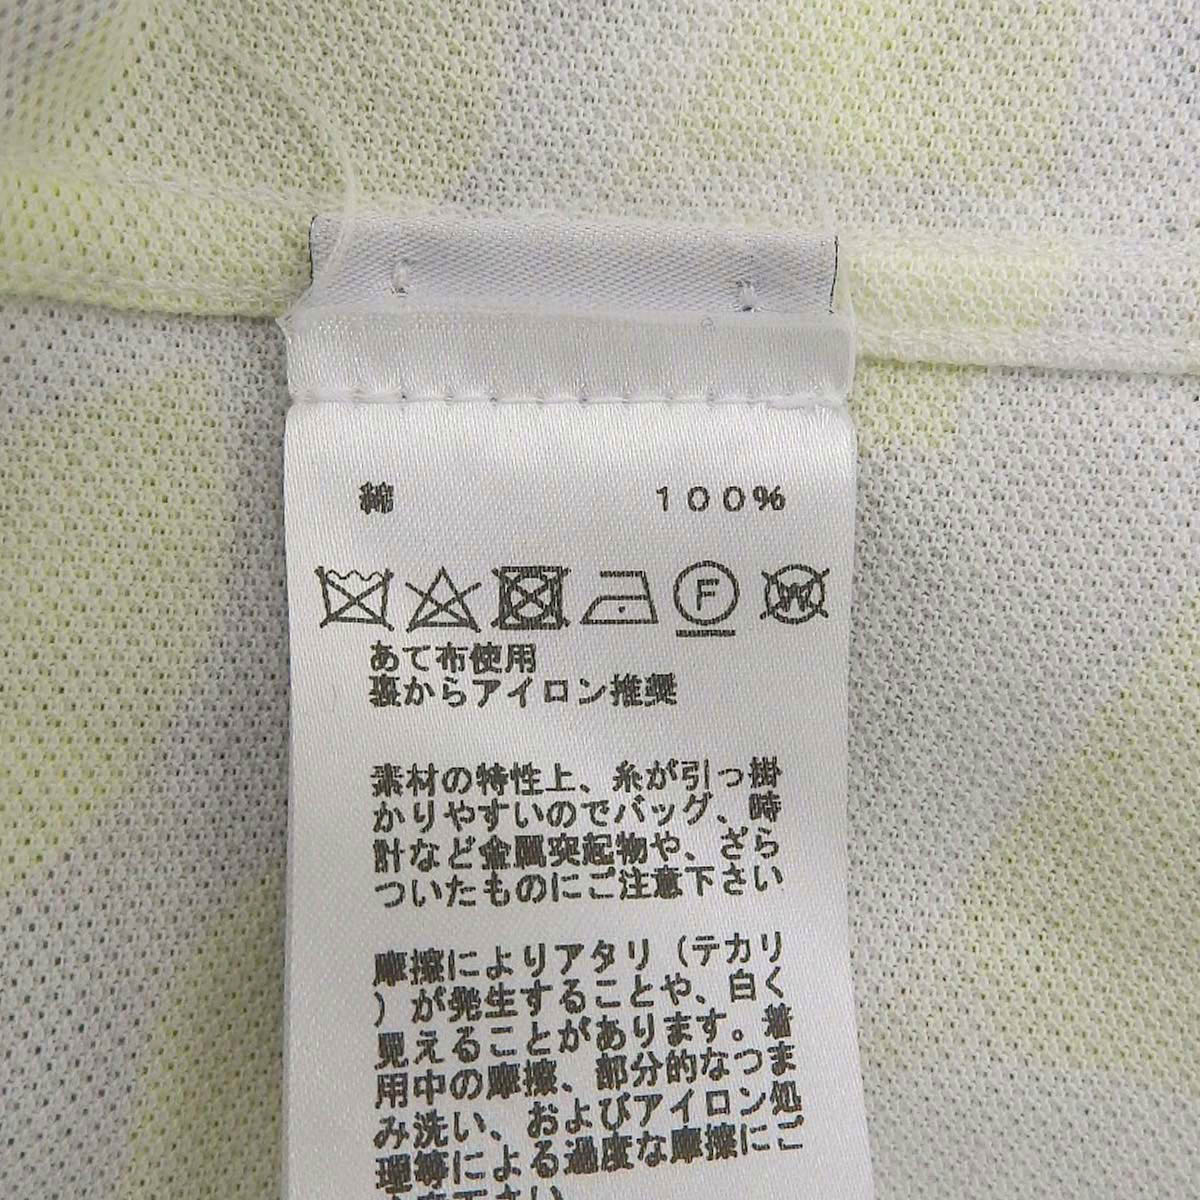 綿 100%
F W
あて布使用
裏からアイロン推奨
素材の特性上、糸が引っ掛
かりやすいのでバッグ、時
計など金属突起物や、ざら
ついたものにご注意下さい
摩擦によりアタリ（テカリ
）が発生することや、白く
見えることがあります。着
用中の摩擦、部分的なつま
み洗い、およびアイロン処
理等による過度な摩擦にご